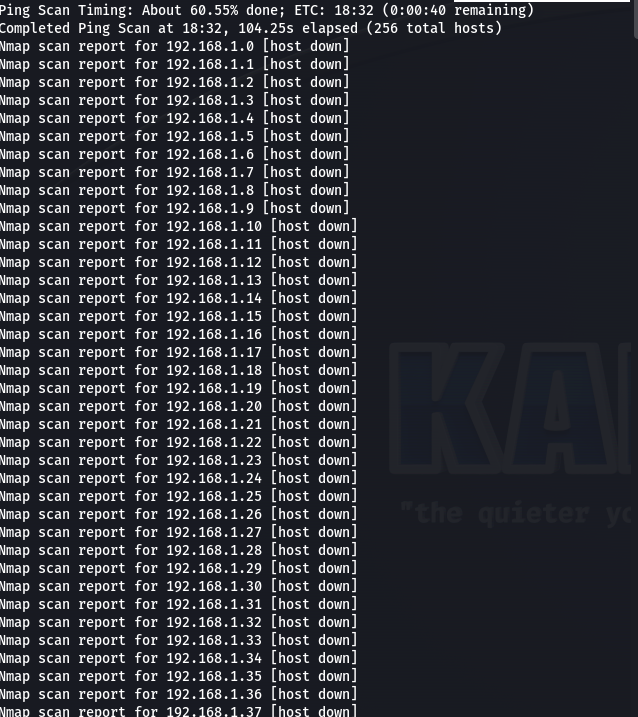 Ping Scan Timing: About 60.55% done; ETC: 18:32 (0:00:40 remaining)
Completed Ping Scan at 18:32, 104.25s elapsed (256 total hosts)
Nmap scan report for 192.168.1.0 [host down]
Nmap scan report for 192.168.1.1 [host down]
Nmap scan report for 192.168.1.2 [host down]
Nmap scan report for 192.168.1.3 [host down]
Nmap scan report for 192.168.1.4 [host down]
Nmap scan report for 192.168.1.5 [host down]
Nmap scan report for 192.168.1.6 [host down]
Nmap scan report for 192.168.1.7 [host down]
Nmap scan report for 192.168.1.8 [host down]
Nmap scan report for 192.168.1.9 [host down]
Nmap scan report for 192.168.1.10 [host down]
Nmap scan report for 192.168.1.11 [host down]
Nmap scan report for 192.168.1.12 [host down]
Nmap scan report for 192.168.1.13 [host down]
Nmap scan report for 192.168.1.14 [host down]
Nmap scan report for 192.168.1.15 [host down]
Nmap scan report for 192.168.1.16 [host down]
Nmap scan report for 192.168.1.17 [host down]
Nmap scan report for 192.168.1.18 [host down]
Nmap scan report for 192.168.1.19 [host down]
Nmap scan report for 192.168.1.20 [host down]
Nmap scan report for 192.168.1.21 [host down]
Nmap scan report for 192.168.1.22 [host down]
Nmap scan report for 192.168.1.23 [host down]
Nmap scan report for 192.168.1.24 [host down]
Nmap scan report for 192.168.1.25 [host down]
Nmap scan report for 192.168.1.26 [host down]
Nmap scan report for 192.168.1.27 [host down]
Nmap scan report for 192.168.1.28 [host down]
Nmap scan report for 192.168.1.29 [host down]
Nmap scan report for 192.168.1.30 [host down]
Nmap scan report for 192.168.1.31 [host down]
Nmap scan report for 192.168.1.32 [host down]
Nmap scan report for 192.168.1.33 [host down]
Nmap scan report for 192.168.1.34 [host down]
Nmap scan report for 192.168.1.35 [host down]
Nmap scan report for 192.168.1.36 [host down]
Nmap scan report for 192.168.1.37 [host down]
KA
"the quieter